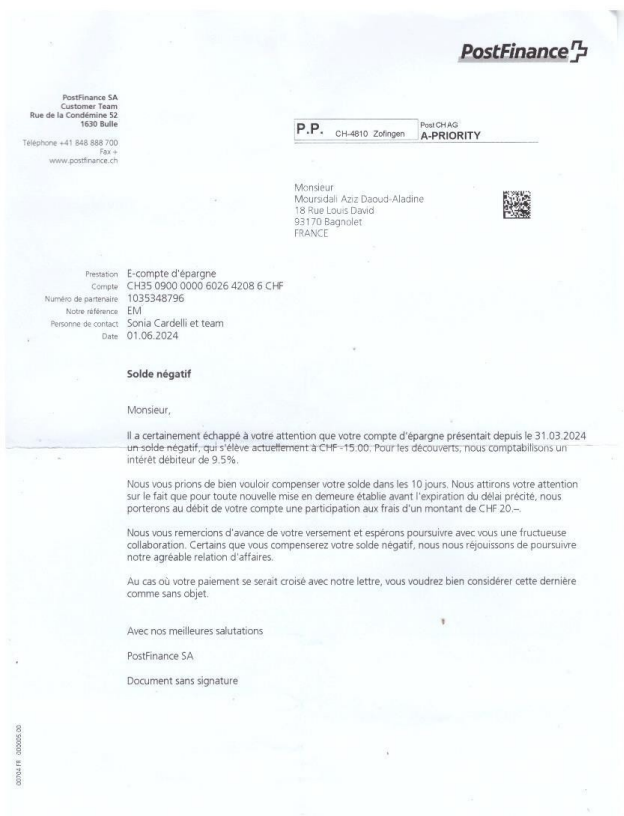 PostFinance
PostFinance SA
Customer Team
Rue de la Condémine 52
1630 Bulle
Téléphone +41 848 888 700
Fax +
www.postfinance.ch
P.P. CH-4810 Zofingen
Post CH AG
A-PRIORITY
Monsieur
Moursidali Aziz Daoud-Aladine
18 Rue Louis David
93170 Bagnolet
FRANCE
Prestation E-compte d'épargne
Compte CH35 0900 0000 6026 4208 6 CHF
Numéro de partenaire 1035348796
Notre référence EM
Personne de contact Sonia Cardelli et team
Date 01.06.2024
Solde négatif
Monsieur,
Il a certainement échappé à votre attention que votre compte d'épargne présentait depuis le 31.03.2024
un solde négatif, qui s'élève actuellement à CHF -15.00. Pour les découverts, nous comptabilisons un
intérêt débiteur de 9.5%.
Nous vous prions de bien vouloir compenser votre solde dans les 10 jours. Nous attirons votre attention
sur le fait que pour toute nouvelle mise en demeure établie avant l'expiration du délai précité, nous
porterons au débit de votre compte une participation aux frais d'un montant de CHF 20.–.
Nous vous remercions d'avance de votre versement et espérons poursuivre avec vous une fructueuse
collaboration. Certains que vous compenserez votre solde négatif, nous nous réjouissons de poursuivre
notre agréable relation d'affaires.
Au cas où votre paiement se serait croisé avec notre lettre, vous voudrez bien considérer cette dernière
comme sans objet.
Avec nos meilleures salutations
PostFinance SA
Document sans signature
00704 FR 000005.00